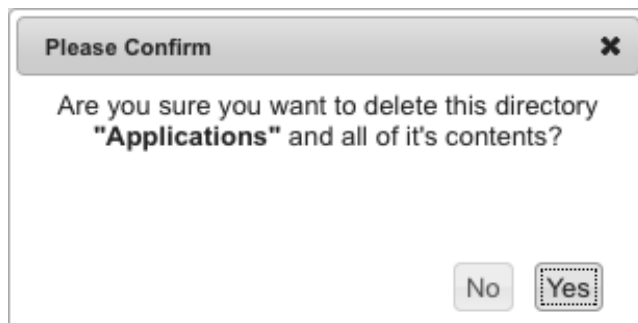 Please Confirm
Are you sure you want to delete this directory
"Applications" and all of it's contents?
No Yes